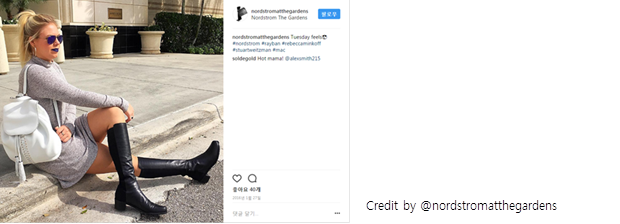 nordstromatthegardens
Nordstrom The Gardens
팔로우
nordstromatthegardens Tuesday feels😎
#nordstrom #rayban #rebeccaminkoff
#stuartweitzman #mac
soldegold Hot mama! @alexsmith215
좋아요 40개
댓글 달기...
Credit by @nordstromatthegardens